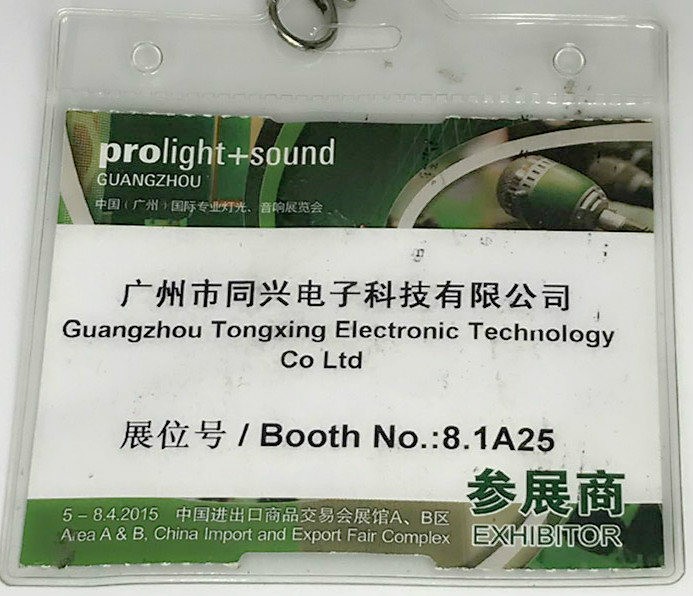 prolight+sound
GUANGZHOU
中国（广州）国际专业灯光、音响展览会
广州市同兴电子科技有限公司
Guangzhou Tongxing Electronic Technology
Co Ltd
展位号 / Booth No.:8.1A25
参展商
5 – 8.4.2015 中国进出口商品交易会展馆A、B区
Area A & B, China Import and Export Fair Complex
EXHIBITOR